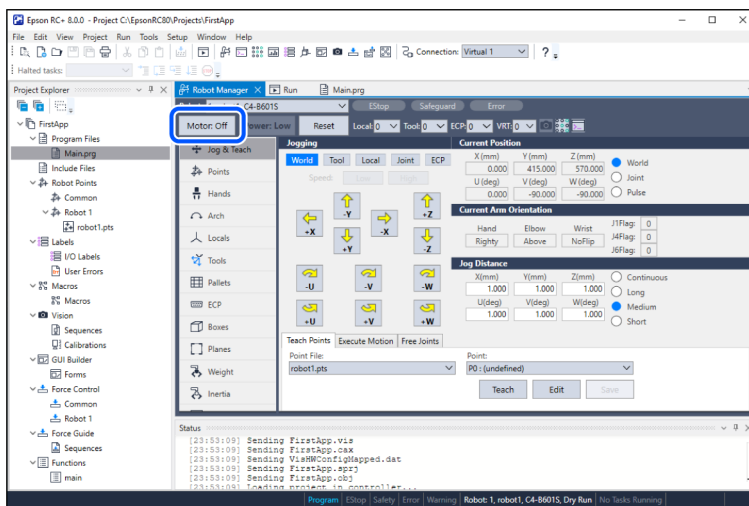 Epson RC+ 8.0.0 - Project C:\EpsonRC80\Projects\FirstApp
File Edit View Project Run Tools Setup Window Help
Connection: Virtual 1
?
Halted tasks:
Project Explorer
FirstApp
Program Files
Main.prg
Include Files
Robot Points
Common
Robot 1
robot1.pts
Labels
I/O Labels
User Errors
Macros
Macros
Vision
Sequences
Calibrations
GUI Builder
Forms
Force Control
Common
Robot 1
Force Guide
Sequences
Functions
main
Robot Manager Run Main.prg
C4-B601S EStop Safeguard Error
Motor: Off Power: Low Reset Local: 0 Tool: 0 ECP: 0 VRT: 0
Jog & Teach
Points
Hands
Arch
Locals
Tools
Pallets
ECP
Boxes
Planes
Weight
Inertia
Jogging
World Tool Local Joint ECP
Speed: Low High
-Y +Z
+X -X
+Y -Z
-U -V -W
+U +V +W
Current Position
X (mm) Y (mm) Z (mm)
0.000 415.000 570.000
U (deg) V (deg) W (deg)
0.000 -90.000 -90.000
World
Joint
Pulse
Current Arm Orientation
Hand Elbow Wrist
Righty Above NoFlip
J1Flag: 0
J4Flag: 0
J6Flag: 0
Jog Distance
X(mm) Y(mm) Z(mm)
1.000 1.000 1.000
U(deg) V(deg) W(deg)
1.000 1.000 1.000
Continuous
Long
Medium
Short
Teach Points Execute Motion Free Joints
Point File: Point:
robot1.pts P0 : (undefined)
Teach Edit Save
Status
[23:53:09] Sending FirstApp.vis
[23:53:09] Sending FirstApp.cax
[23:53:09] Sending VisHWConfigMapped.dat
[23:53:09] Sending FirstApp.sprj
[23:53:09] Sending FirstApp.obj
[23:53:09] Loading project in controller...
Program EStop Safety Error Warning Robot: 1, robot1, C4-B601S, Dry Run No Tasks Running